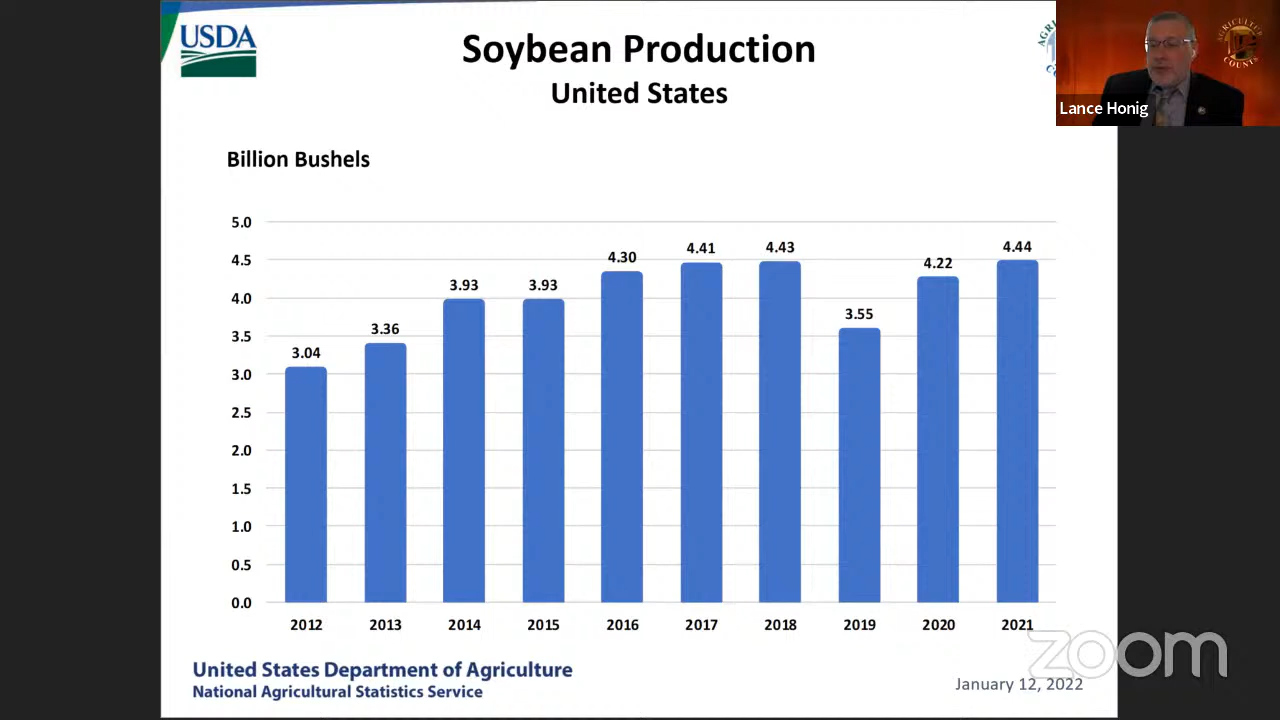 USDA
Soybean Production
United States
AGRICULTURE
COUNTS
Lance Honig
Billion Bushels
5.0
4.5
4.0
3.5
3.0
2.5
2.0
1.5
1.0
0.5
0.0
3.04
3.36
3.93
3.93
4.30
4.41
4.43
3.55
4.22
4.44
2012
2013
2014
2015
2016
2017
2018
2019
2020
2021
United States Department of Agriculture
National Agricultural Statistics Service
January 12, 2022
zoom